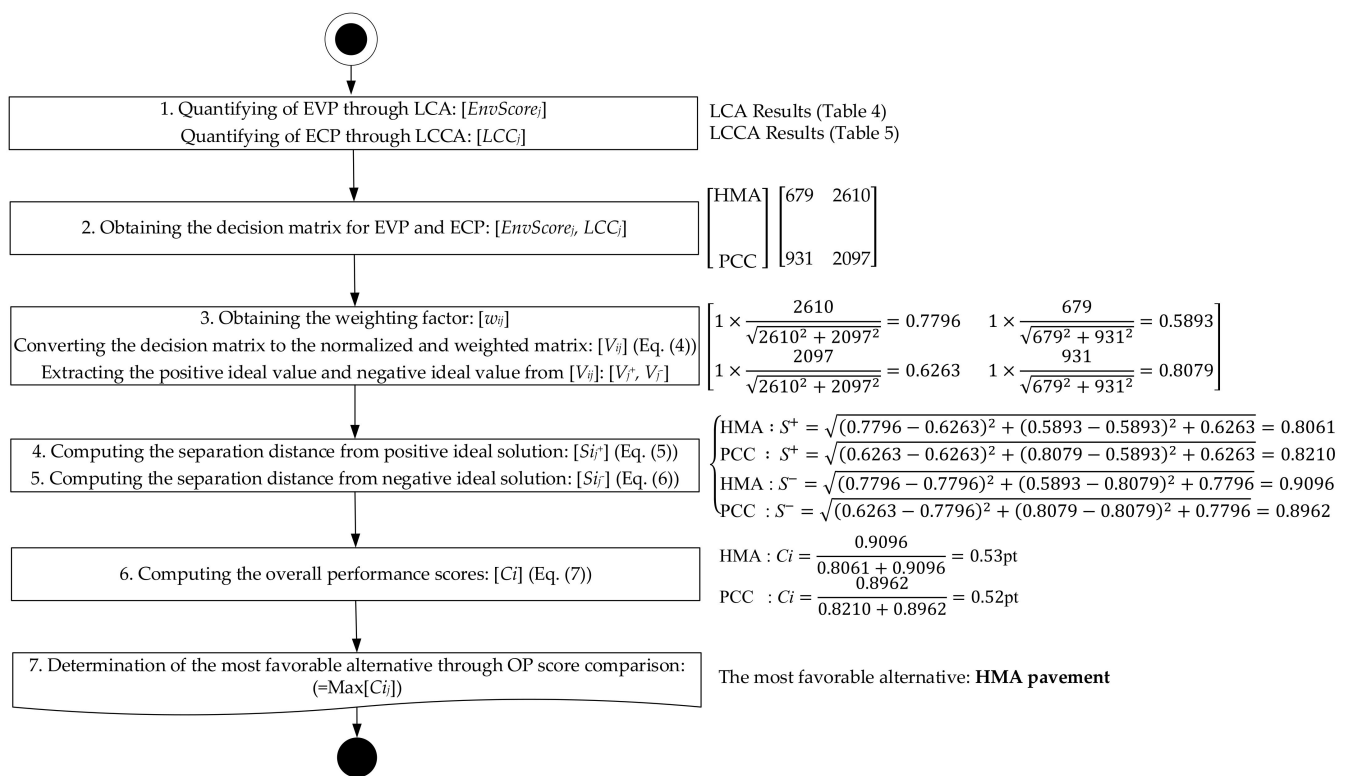 1. Quantifying of EVP through LCA: [EnvScoreⱼ]
Quantifying of ECP through LCCA: [LCCⱼ]
LCA Results (Table 4)
LCCA Results (Table 5)
2. Obtaining the decision matrix for EVP and ECP: [EnvScoreⱼ, LCCⱼ]
[HMA] [679 2610]
[PCC] [931 2097]
3. Obtaining the weighting factor: [wᵢⱼ]
Converting the decision matrix to the normalized and weighted matrix: [Vᵢⱼ] (Eq. (4))
Extracting the positive ideal value and negative ideal value from [Vᵢⱼ]: [Vⱼ⁺, Vⱼ⁻]
1 × 2610 / √(2610² + 2097²) = 0.7796 1 × 679 / √(679² + 931²) = 0.5893
1 × 2097 / √(2610² + 2097²) = 0.6263 1 × 931 / √(679² + 931²) = 0.8079
4. Computing the separation distance from positive ideal solution: [Siⱼ⁺] (Eq. (5))
5. Computing the separation distance from negative ideal solution: [Siⱼ⁻] (Eq. (6))
HMA : S⁺ = √((0.7796 − 0.6263)² + (0.5893 − 0.5893)² + 0.6263) = 0.8061
PCC : S⁺ = √((0.6263 − 0.6263)² + (0.8079 − 0.5893)² + 0.6263) = 0.8210
HMA : S⁻ = √((0.7796 − 0.7796)² + (0.5893 − 0.8079)² + 0.7796) = 0.9096
PCC : S⁻ = √((0.6263 − 0.7796)² + (0.8079 − 0.8079)² + 0.7796) = 0.8962
6. Computing the overall performance scores: [Ci] (Eq. (7))
HMA : Ci = 0.9096 / (0.8061 + 0.9096) = 0.53pt
PCC : Ci = 0.8962 / (0.8210 + 0.8962) = 0.52pt
7. Determination of the most favorable alternative through OP score comparison:
(=Max[Ciⱼ])
The most favorable alternative: HMA pavement